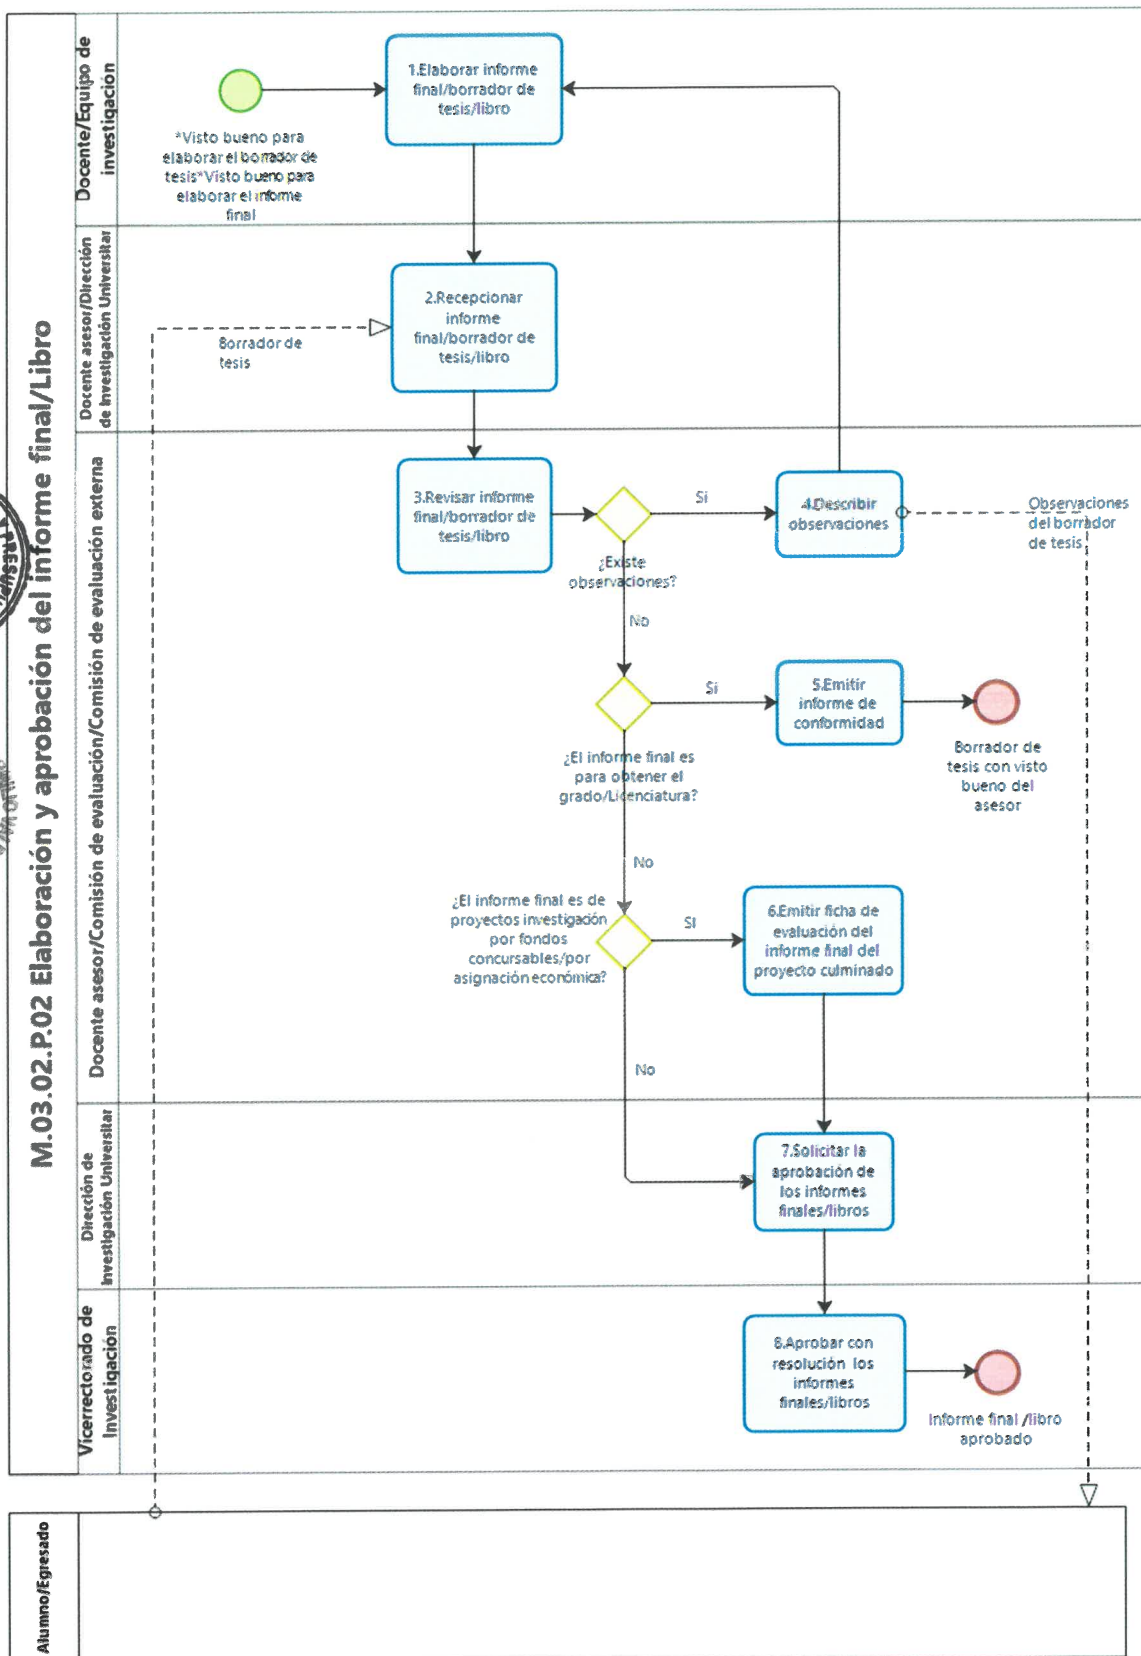 M.03.02.P.02 Elaboración y aprobación del informe final/Libro
Docente/Equipo de
investigación
*Visto bueno para
elaborar el borrador de
tesis*Visto bueno para
elaborar el informe
final
1.Elaborar informe
final/borrador de
tesis/libro
Docente asesor/Dirección
de Investigación Universitar
Borrador de
tesis
2.Recepcionar
informe
final/borrador de
tesis/libro
Docente asesor/Comisión de evaluación/Comisión de evaluación externa
3.Revisar informe
final/borrador de
tesis/libro
¿Existe
observaciones?
Si
4.Describir
observaciones
Observaciones
del borrador
de tesis
No
¿El informe final es
para obtener el
grado/Licenciatura?
Si
5.Emitir
informe de
conformidad
Borrador de
tesis con visto
bueno del
asesor
No
¿El informe final es de
proyectos investigación
por fondos
concursables/por
asignación económica?
SI
6.Emitir ficha de
evaluación del
informe final del
proyecto culminado
No
Dirección de
Investigación Universitar
7.Solicitar la
aprobación de
los informes
finales/libros
Vicerrectorado de
Investigación
8.Aprobar con
resolución los
informes
finales/libros
Informe final /libro
aprobado
Alumno/Egresado